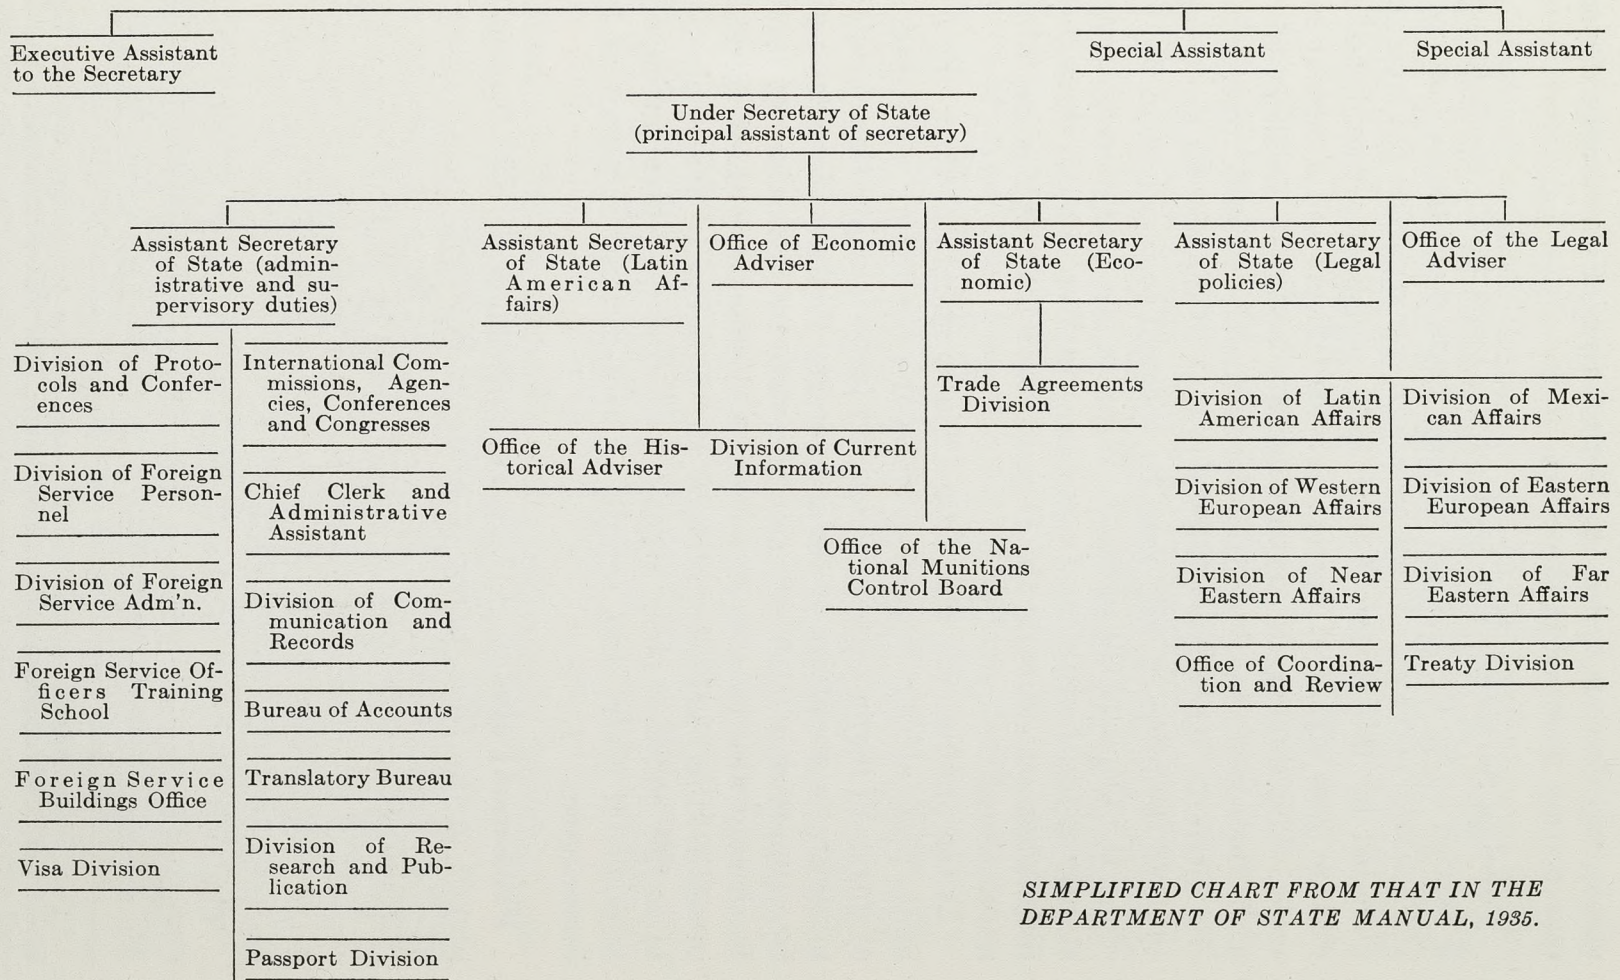 Executive Assistant
to the Secretary
Special Assistant
Special Assistant
Under Secretary of State
(principal assistant of secretary)
Assistant Secretary
of State (admin-
istrative and su-
pervisory duties)
Assistant Secretary
of State (Latin
American Af-
fairs)
Office of Economic
Adviser
Assistant Secretary
of State (Eco-
nomic)
Assistant Secretary
of State (Legal
policies)
Office of the Legal
Adviser
Division of Proto-
cols and Confer-
ences
Division of Foreign
Service Person-
nel
Division of Foreign
Service Adm'n.
Foreign Service Of-
ficers Training
School
Foreign Service
Buildings Office
Visa Division
International Com-
missions, Agen-
cies, Conferences
and Congresses
Chief Clerk and
Administrative
Assistant
Division of Com-
munication and
Records
Bureau of Accounts
Translatory Bureau
Division of Re-
search and Pub-
lication
Passport Division
Office of the His-
torical Adviser
Division of Current
Information
Office of the Na-
tional Munitions
Control Board
Trade Agreements
Division
Division of Latin
American Affairs
Division of Western
European Affairs
Division of Near
Eastern Affairs
Office of Coordina-
tion and Review
Division of Mexi-
can Affairs
Division of Eastern
European Affairs
Division of Far
Eastern Affairs
Treaty Division
SIMPLIFIED CHART FROM THAT IN THE
DEPARTMENT OF STATE MANUAL, 1935.